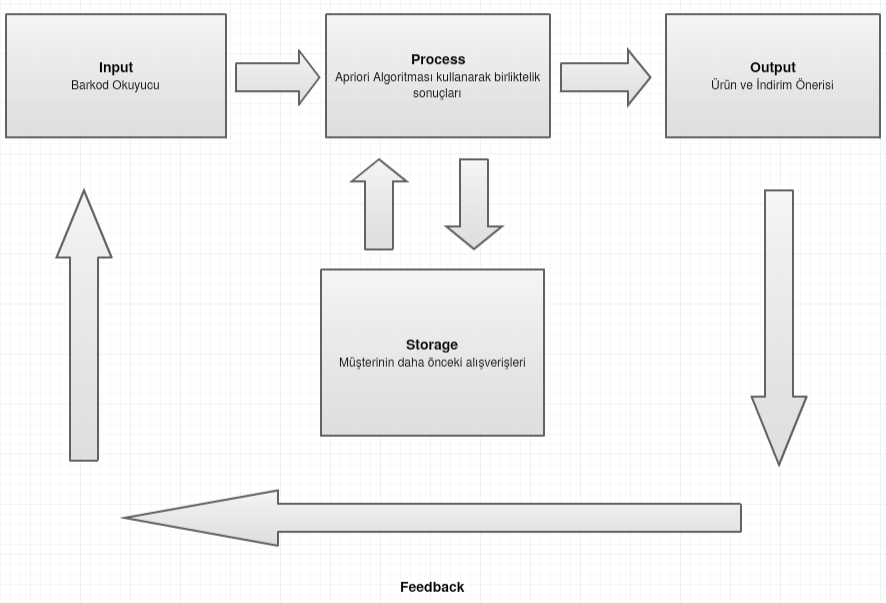 Input
Barkod Okuyucu
Process
Apriori Algoritması kullanarak birliktelik
sonuçları
Output
Ürün ve İndirim Önerisi
Storage
Müşterinin daha önceki alışverişleri
Feedback